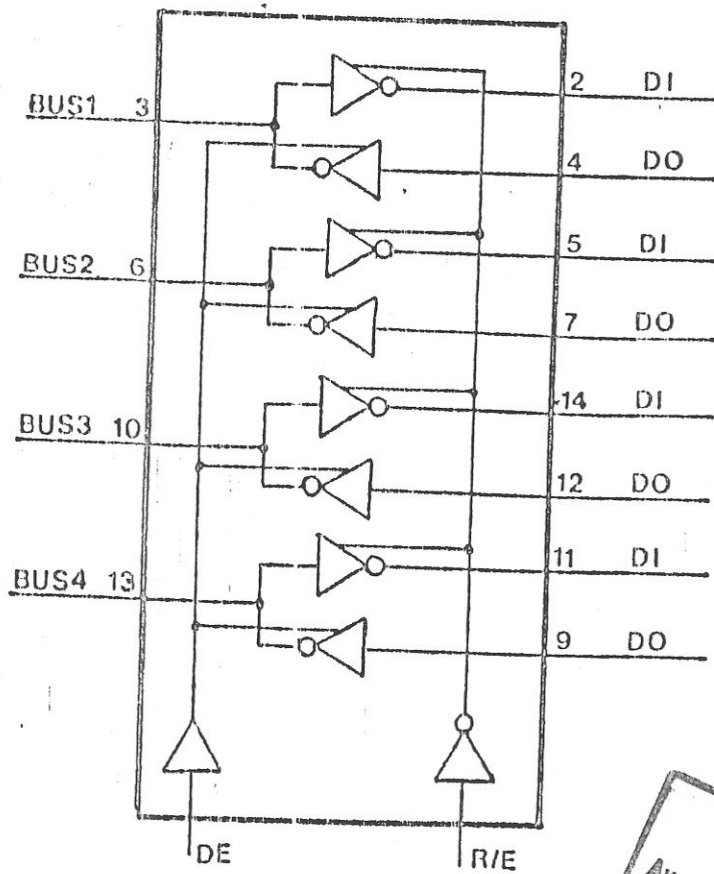 BUS1 3
2 DI
4 DO
BUS2 6
5 DI
7 DO
BUS3 10
14 DI
12 DO
BUS4 13
11 DI
9 DO
DE
R/E